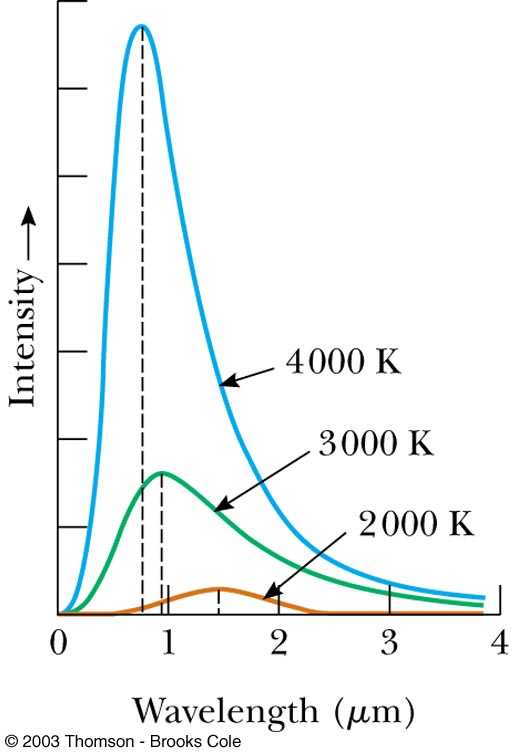 Intensity
4000 K
3000 K
2000 K
0 1 2 3 4
Wavelength (μm)
© 2003 Thomson - Brooks Cole